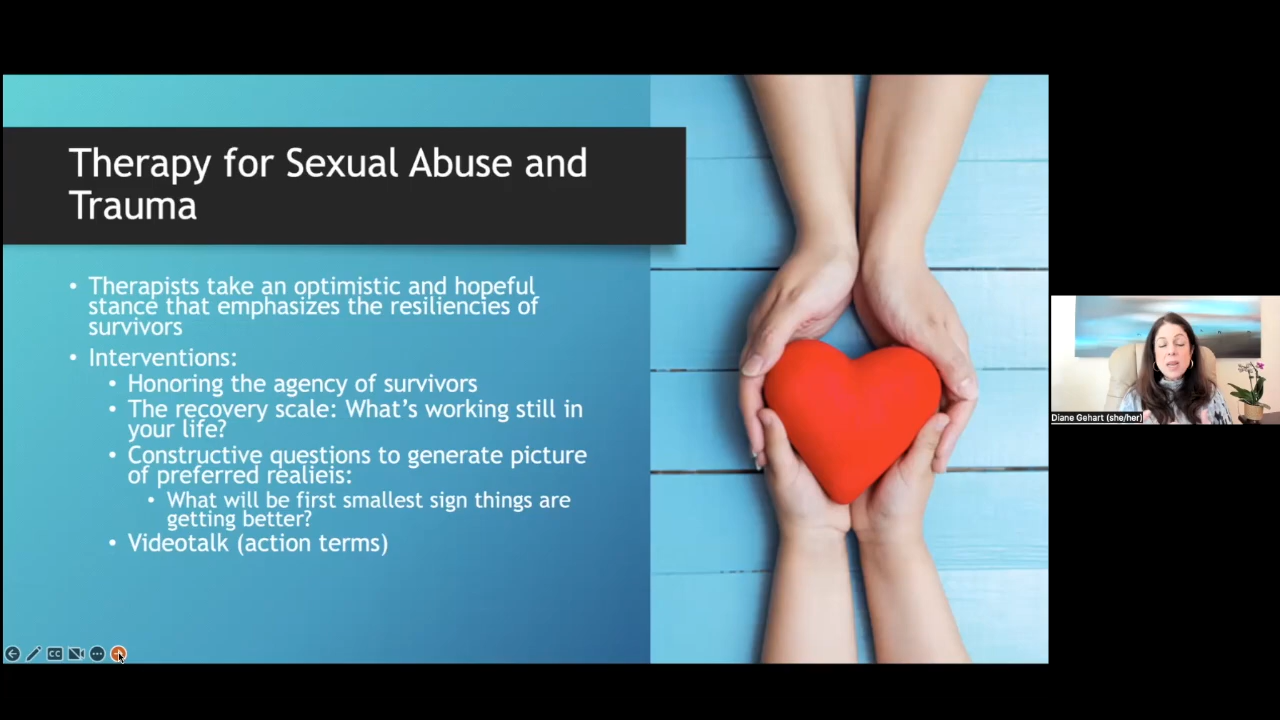 Therapy for Sexual Abuse and
Trauma
• Therapists take an optimistic and hopeful
stance that emphasizes the resiliencies of
survivors
• Interventions:
• Honoring the agency of survivors
• The recovery scale: What's working still in
your life?
• Constructive questions to generate picture
of preferred realieis:
• What will be first smallest sign things are
getting better?
• Videotalk (action terms)
CC
Diane Gehart (she/her)